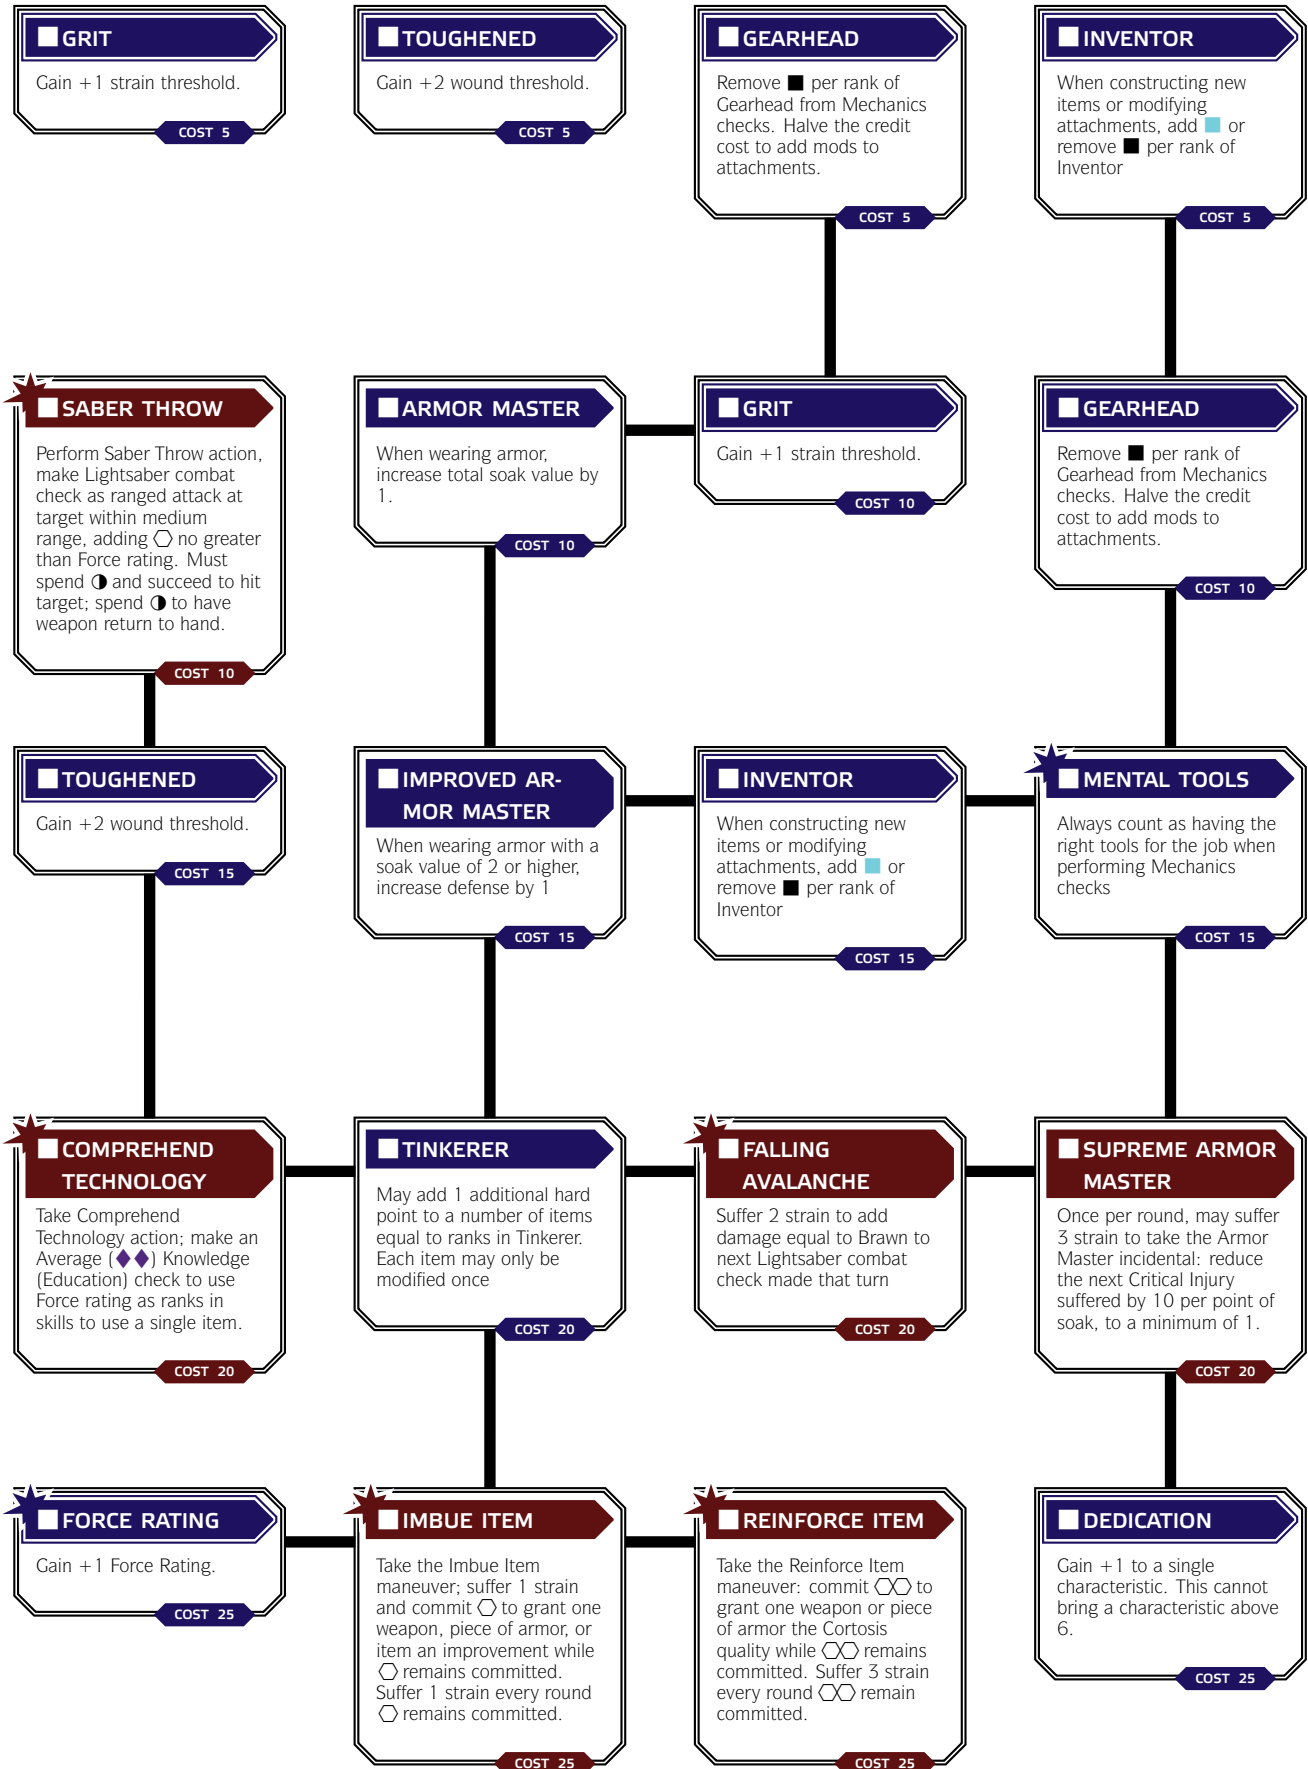 GRIT
Gain +1 strain threshold.
COST 5
TOUGHENED
Gain +2 wound threshold.
COST 5
GEARHEAD
Remove ■ per rank of
Gearhead from Mechanics
checks. Halve the credit
cost to add mods to
attachments.
COST 5
INVENTOR
When constructing new
items or modifying
attachments, add ■ or
remove ■ per rank of
Inventor
COST 5
SABER THROW
Perform Saber Throw action,
make Lightsaber combat
check as ranged attack at
target within medium
range, adding ⬡ no greater
than Force rating. Must
spend ◑ and succeed to hit
target; spend ◑ to have
weapon return to hand.
COST 10
ARMOR MASTER
When wearing armor,
increase total soak value by
1.
COST 10
GRIT
Gain +1 strain threshold.
COST 10
GEARHEAD
Remove ■ per rank of
Gearhead from Mechanics
checks. Halve the credit
cost to add mods to
attachments.
COST 10
TOUGHENED
Gain +2 wound threshold.
COST 15
IMPROVED AR-
MOR MASTER
When wearing armor with a
soak value of 2 or higher,
increase defense by 1
COST 15
INVENTOR
When constructing new
items or modifying
attachments, add ■ or
remove ■ per rank of
Inventor
COST 15
MENTAL TOOLS
Always count as having the
right tools for the job when
performing Mechanics
checks
COST 15
COMPREHEND
TECHNOLOGY
Take Comprehend
Technology action; make an
Average (♦♦) Knowledge
(Education) check to use
Force rating as ranks in
skills to use a single item.
COST 20
TINKERER
May add 1 additional hard
point to a number of items
equal to ranks in Tinkerer.
Each item may only be
modified once
COST 20
FALLING
AVALANCHE
Suffer 2 strain to add
damage equal to Brawn to
next Lightsaber combat
check made that turn
COST 20
SUPREME ARMOR
MASTER
Once per round, may suffer
3 strain to take the Armor
Master incidental: reduce
the next Critical Injury
suffered by 10 per point of
soak, to a minimum of 1.
COST 20
FORCE RATING
Gain +1 Force Rating.
COST 25
IMBUE ITEM
Take the Imbue Item
maneuver; suffer 1 strain
and commit ⬡ to grant one
weapon, piece of armor, or
item an improvement while
⬡ remains committed.
Suffer 1 strain every round
⬡ remains committed.
COST 25
REINFORCE ITEM
Take the Reinforce Item
maneuver: commit ⬡⬡ to
grant one weapon or piece
of armor the Cortosis
quality while ⬡⬡ remains
committed. Suffer 3 strain
every round ⬡⬡ remain
committed.
COST 25
DEDICATION
Gain +1 to a single
characteristic. This cannot
bring a characteristic above
6.
COST 25